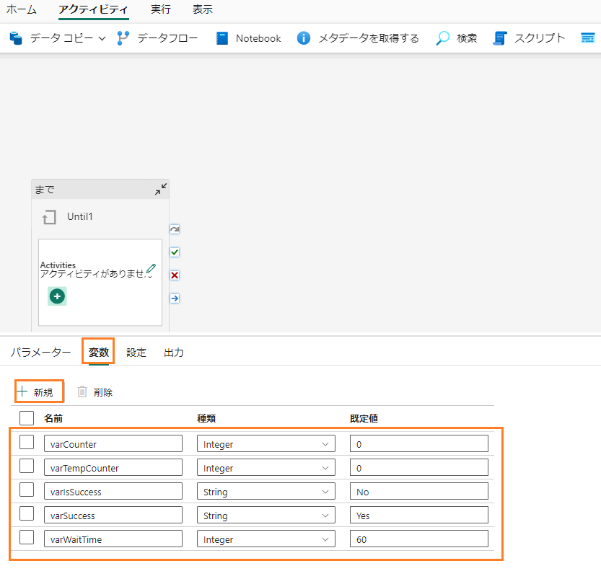 ホーム アクティビティ 実行 表示
データ コピー データフロー Notebook メタデータを取得する 検索 スクリプト
まで
Until1
Activities
アクティビティがありませ
パラメーター 変数 設定 出力
新規 削除
名前 種類 既定値
varCounter Integer 0
varTempCounter Integer 0
varIsSuccess String No
varSuccess String Yes
varWaitTime Integer 60